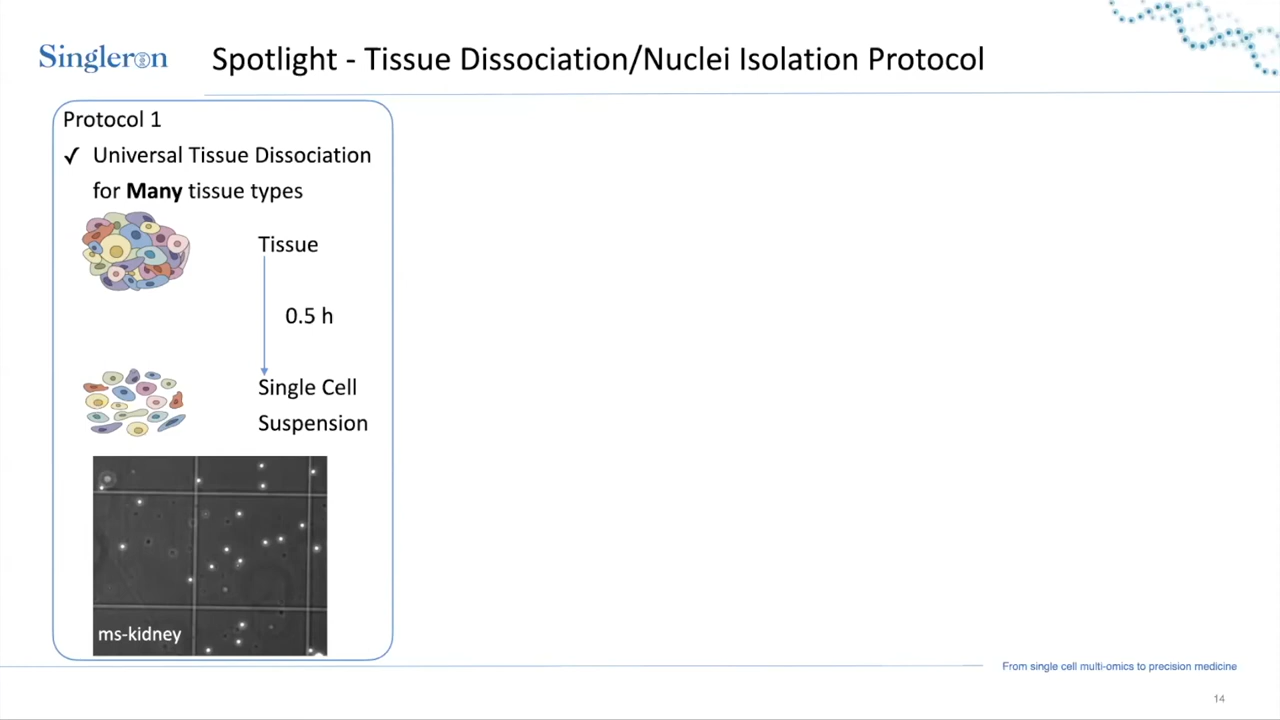 Singleron
Spotlight - Tissue Dissociation/Nuclei Isolation Protocol
Protocol 1
✓ Universal Tissue Dissociation
for Many tissue types
Tissue
0.5 h
Single Cell
Suspension
ms-kidney
From single cell multi-omics to precision medicine
14